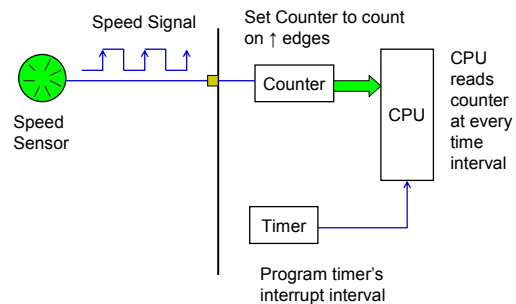 Speed Signal
Set Counter to count
on ↑ edges
Counter
CPU
CPU
reads
counter
at every
time
interval
Speed
Sensor
Timer
Program timer's
interrupt interval